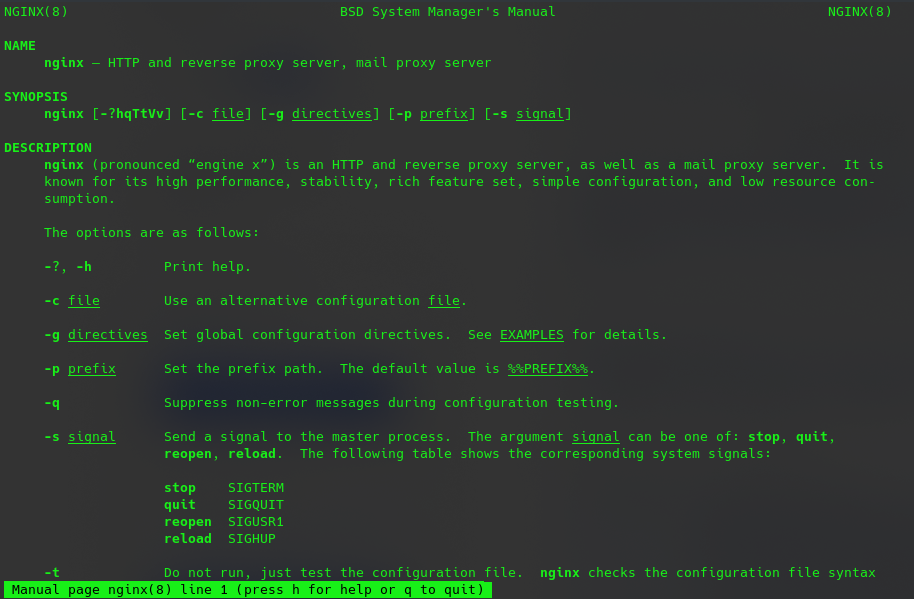 NGINX(8) BSD System Manager's Manual NGINX(8)
NAME
nginx — HTTP and reverse proxy server, mail proxy server
SYNOPSIS
nginx [-?hqTtVv] [-c file] [-g directives] [-p prefix] [-s signal]
DESCRIPTION
nginx (pronounced “engine x”) is an HTTP and reverse proxy server, as well as a mail proxy server. It is
known for its high performance, stability, rich feature set, simple configuration, and low resource con-
sumption.
The options are as follows:
-?, -h Print help.
-c file Use an alternative configuration file.
-g directives Set global configuration directives. See EXAMPLES for details.
-p prefix Set the prefix path. The default value is %%PREFIX%%.
-q Suppress non-error messages during configuration testing.
-s signal Send a signal to the master process. The argument signal can be one of: stop, quit,
reopen, reload. The following table shows the corresponding system signals:
stop SIGTERM
quit SIGQUIT
reopen SIGUSR1
reload SIGHUP
-t Do not run, just test the configuration file. nginx checks the configuration file syntax
Manual page nginx(8) line 1 (press h for help or q to quit)